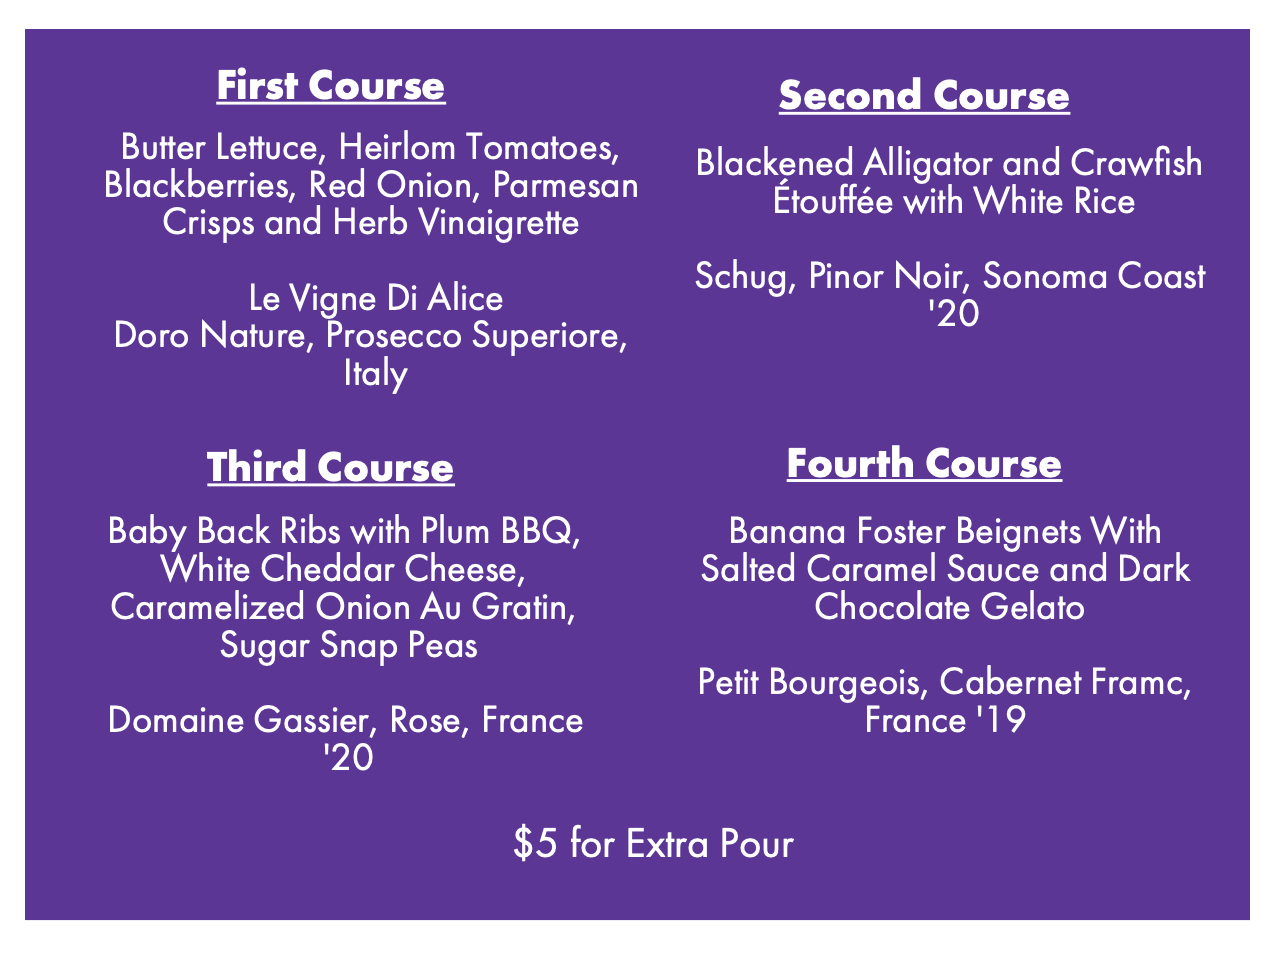 First Course
Butter Lettuce, Heirlom Tomatoes,
Blackberries, Red Onion, Parmesan
Crisps and Herb Vinaigrette
Le Vigne Di Alice
Doro Nature, Prosecco Superiore,
Italy
Second Course
Blackened Alligator and Crawfish
Étouffée with White Rice
Schug, Pinor Noir, Sonoma Coast
'20
Third Course
Baby Back Ribs with Plum BBQ,
White Cheddar Cheese,
Caramelized Onion Au Gratin,
Sugar Snap Peas
Domaine Gassier, Rose, France
'20
Fourth Course
Banana Foster Beignets With
Salted Caramel Sauce and Dark
Chocolate Gelato
Petit Bourgeois, Cabernet Framc,
France '19
$5 for Extra Pour